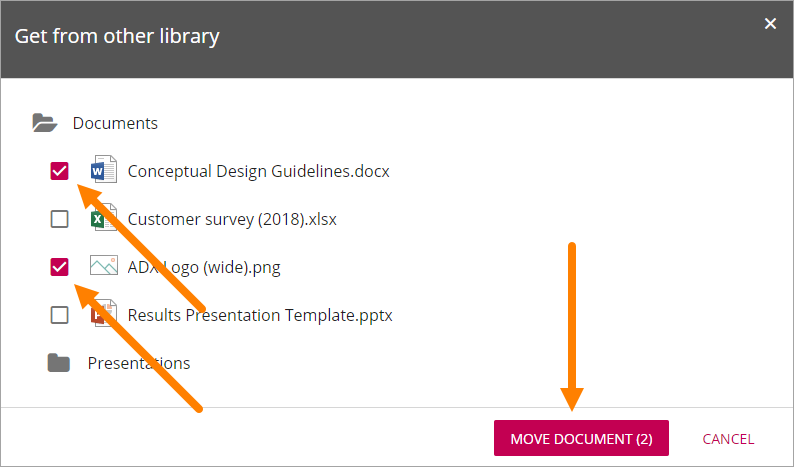 Get from other library
Documents
Conceptual Design Guidelines.docx
Customer survey (2018).xlsx
ADX Logo (wide).png
Results Presentation Template.pptx
Presentations
MOVE DOCUMENT (2)
CANCEL